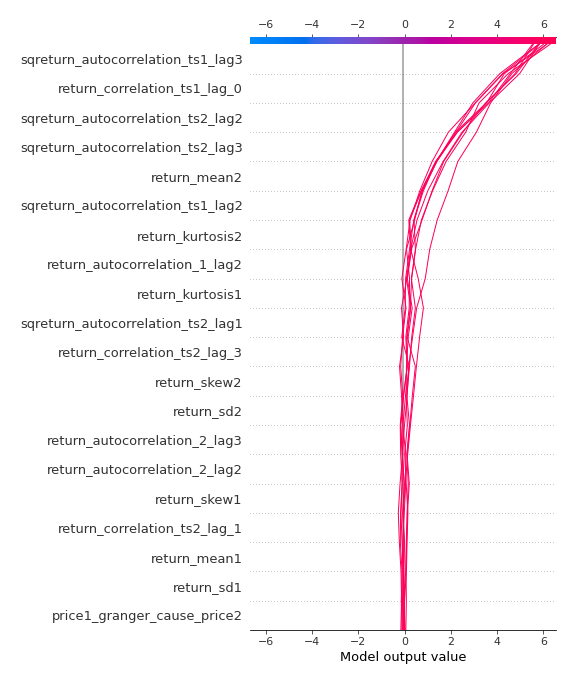 −6 −4 −2 0 2 4 6
sqreturn_autocorrelation_ts1_lag3
return_correlation_ts1_lag_0
sqreturn_autocorrelation_ts2_lag2
sqreturn_autocorrelation_ts2_lag3
return_mean2
sqreturn_autocorrelation_ts1_lag2
return_kurtosis2
return_autocorrelation_1_lag2
return_kurtosis1
sqreturn_autocorrelation_ts2_lag1
return_correlation_ts2_lag_3
return_skew2
return_sd2
return_autocorrelation_2_lag3
return_autocorrelation_2_lag2
return_skew1
return_correlation_ts2_lag_1
return_mean1
return_sd1
price1_granger_cause_price2
−6 −4 −2 0 2 4 6
Model output value